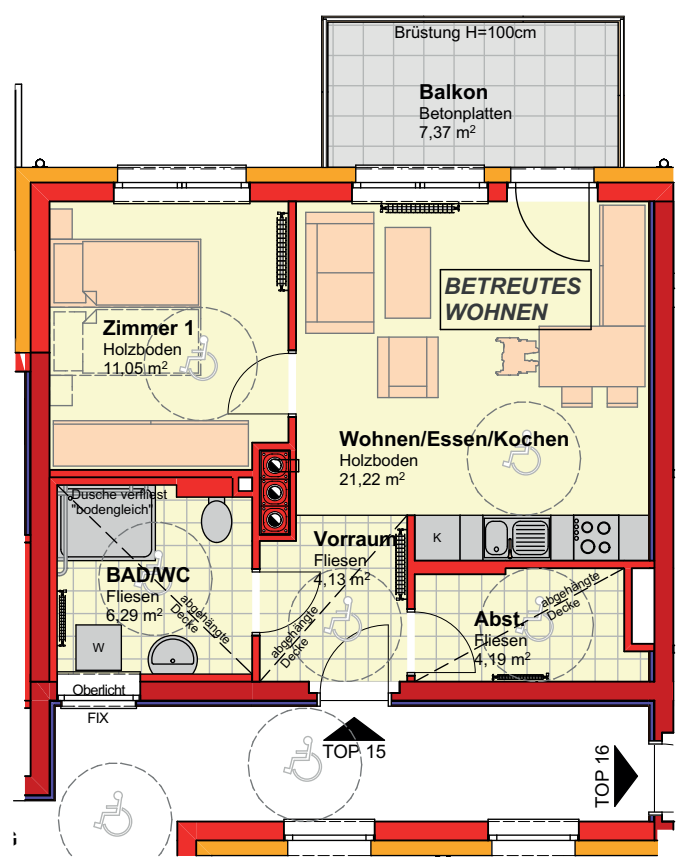 Brüstung H=100cm
Balkon
Betonplatten
7,37 m²
BETREUTES
WOHNEN
Zimmer 1
Holzboden
11,05 m²
Wohnen/Essen/Kochen
Holzboden
21,22 m²
Dusche verfliest
"bodengleich"
Vorraum
Fliesen
4,13 m²
K
BAD/WC
Fliesen
6,29 m²
abgehängte
Decke
abgehängte
Decke
abgehängte
Decke
Abst.
Fliesen
4,19 m²
W
Oberlicht
FIX
TOP 15
TOP 16
G